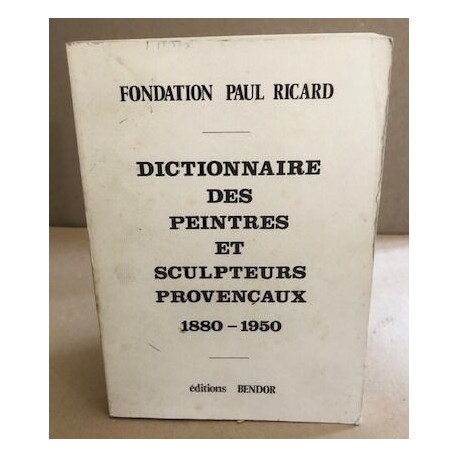 FONDATION PAUL RICARD
DICTIONNAIRE
DES
PEINTRES
ET
SCULPTEURS
PROVENÇAUX
1880 - 1950
éditions BENDOR